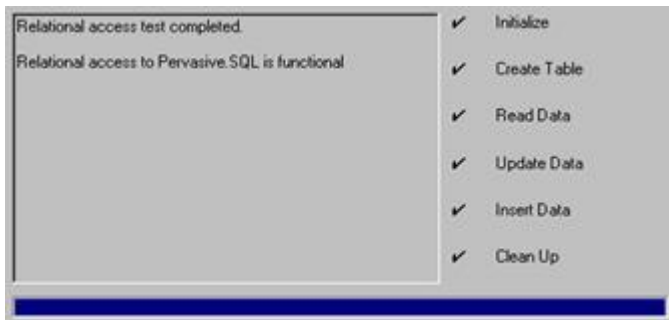 Relational access test completed.
Relational access to Pervasive.SQL is functional
Initialize
Create Table
Read Data
Update Data
Insert Data
Clean Up